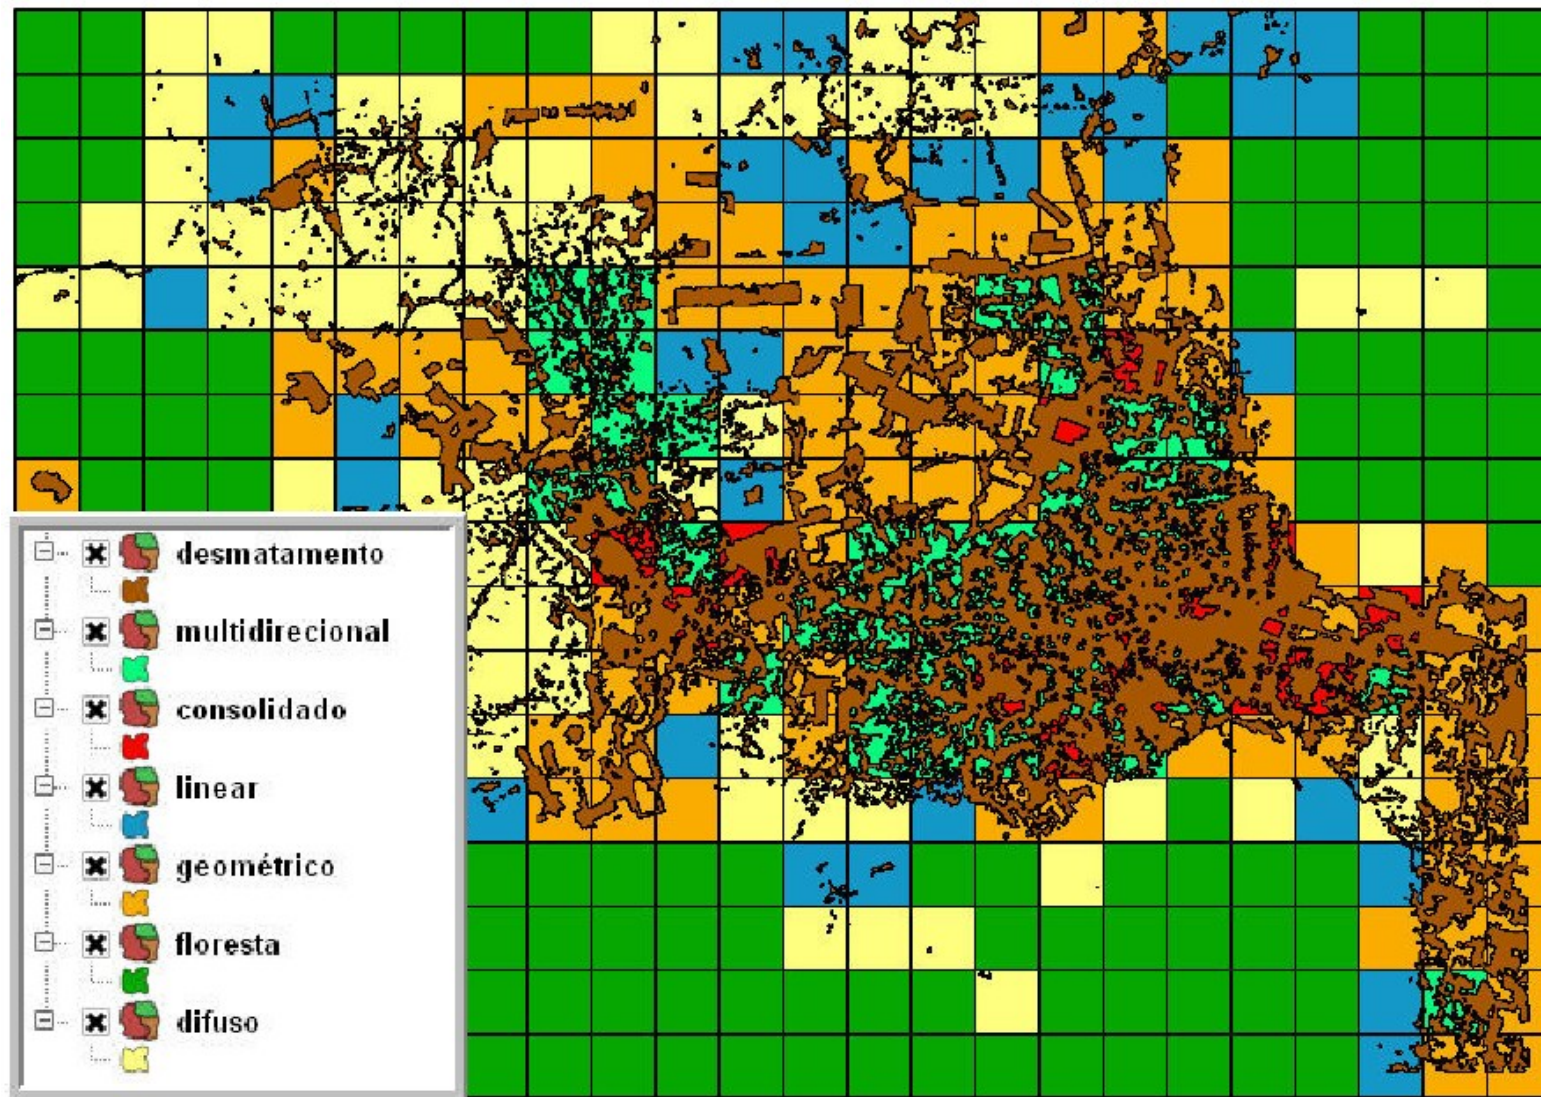 desmatamento
multidirecional
consolidado
linear
geométrico
floresta
difuso